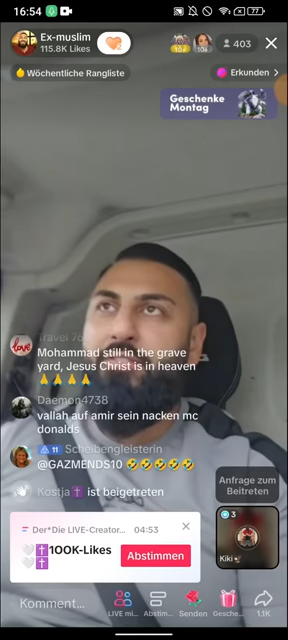 16:54
77
Ex-muslim
115.8K Likes
403
Wöchentliche Rangliste
Erkunden >
Geschenke
Montag
Travel
Mohammad still in the grave
yard, Jesus Christ is in heaven
🙏🙏🙏🙏
Daemon4738
vallah auf amir sein nacken mc
donalds
11 Scheibengleisterin
@GAZMENDS10 🤣🤣🤣🤣🤣
Kostja✝️ ist beigetreten
Anfrage zum
Beitreten
Der*Die LIVE-Creator... 04:53
🤍✝️100K-Likes
🤍✝️
Abstimmen
3
Kiki
Kommentar...
LIVE mi...
Abstim...
Senden
Gesche...
1.1K